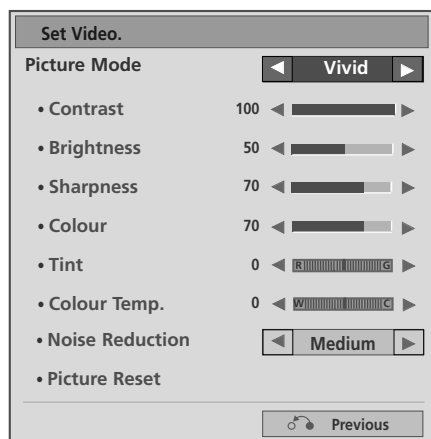 Set Video.
Picture Mode ◀ Vivid ▶
• Contrast 100 ◀ ▶
• Brightness 50 ◀ ▶
• Sharpness 70 ◀ ▶
• Colour 70 ◀ ▶
• Tint 0 ◀ R G ▶
• Colour Temp. 0 ◀ W C ▶
• Noise Reduction ◀ Medium ▶
• Picture Reset
Previous